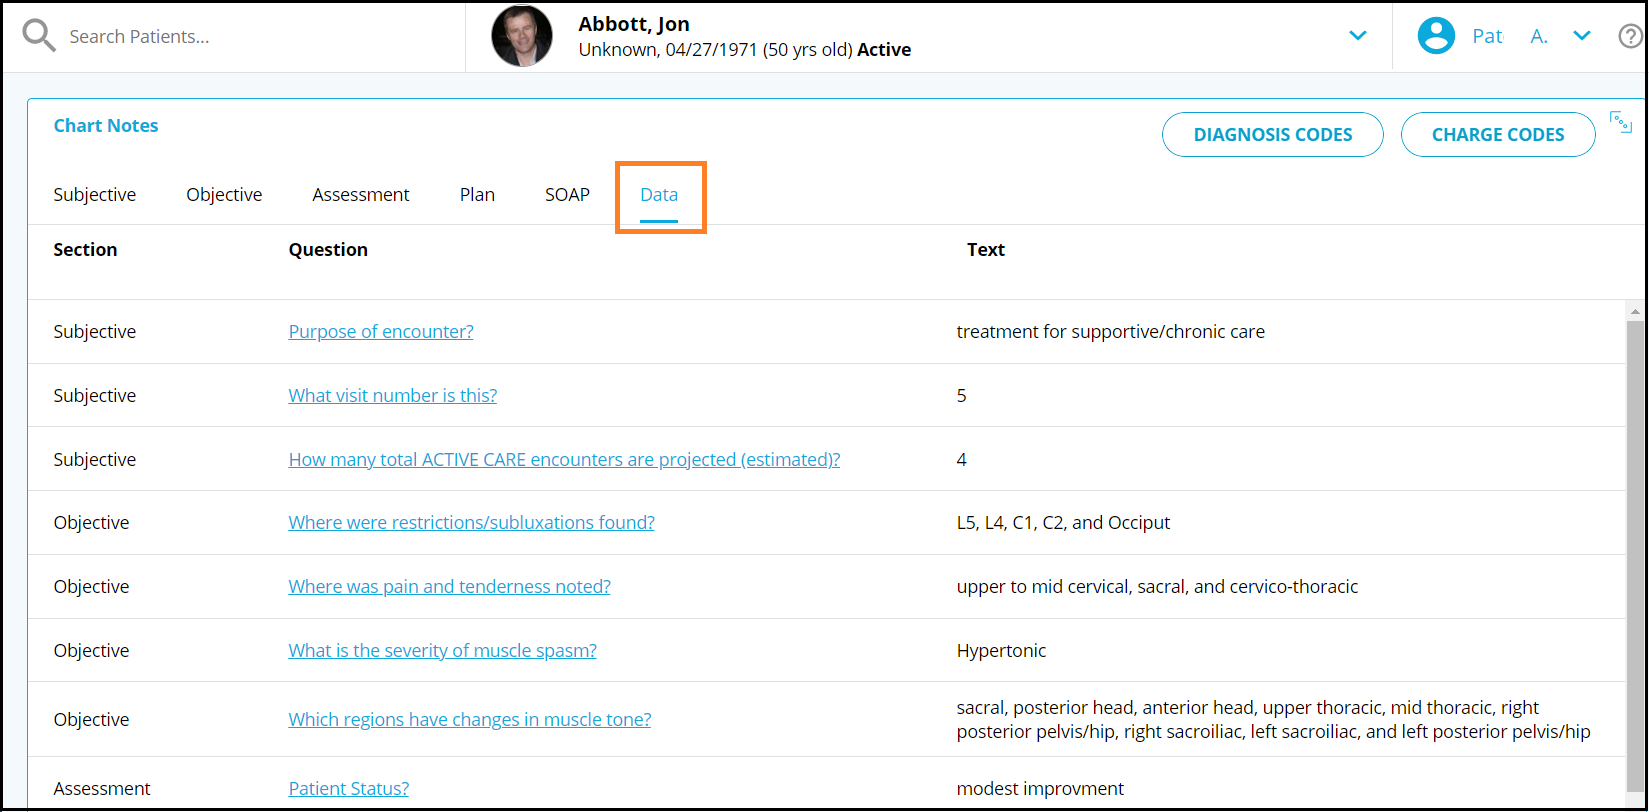 Search Patients...
Abbott, Jon
Unknown, 04/27/1971 (50 yrs old) Active
Pat A.
Chart Notes
DIAGNOSIS CODES
CHARGE CODES
Subjective Objective Assessment Plan SOAP Data
Section Question Text
Subjective Purpose of encounter? treatment for supportive/chronic care
Subjective What visit number is this? 5
Subjective How many total ACTIVE CARE encounters are projected (estimated)? 4
Objective Where were restrictions/subluxations found? L5, L4, C1, C2, and Occiput
Objective Where was pain and tenderness noted? upper to mid cervical, sacral, and cervico-thoracic
Objective What is the severity of muscle spasm? Hypertonic
Objective Which regions have changes in muscle tone? sacral, posterior head, anterior head, upper thoracic, mid thoracic, right
posterior pelvis/hip, right sacroiliac, left sacroiliac, and left posterior pelvis/hip
Assessment Patient Status? modest improvment